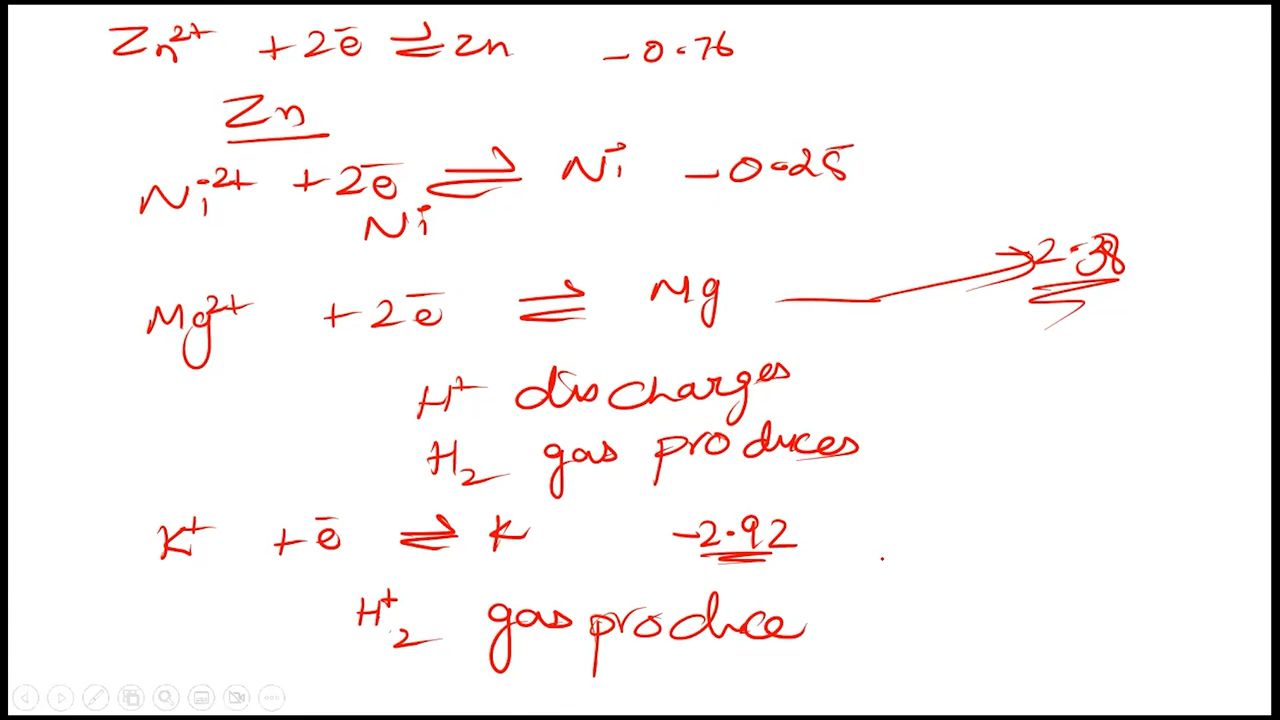 Zn²⁺ + 2e̅ ⇌ Zn -0.76
Zn
Ni²⁺ + 2e̅ ⇌ Ni -0.25
Ni
Mg²⁺ + 2e̅ ⇌ Mg → 2.38
H⁺ discharges
H₂ gas produces
K⁺ + e̅ ⇌ K -2.92
H⁺₂ gas produce